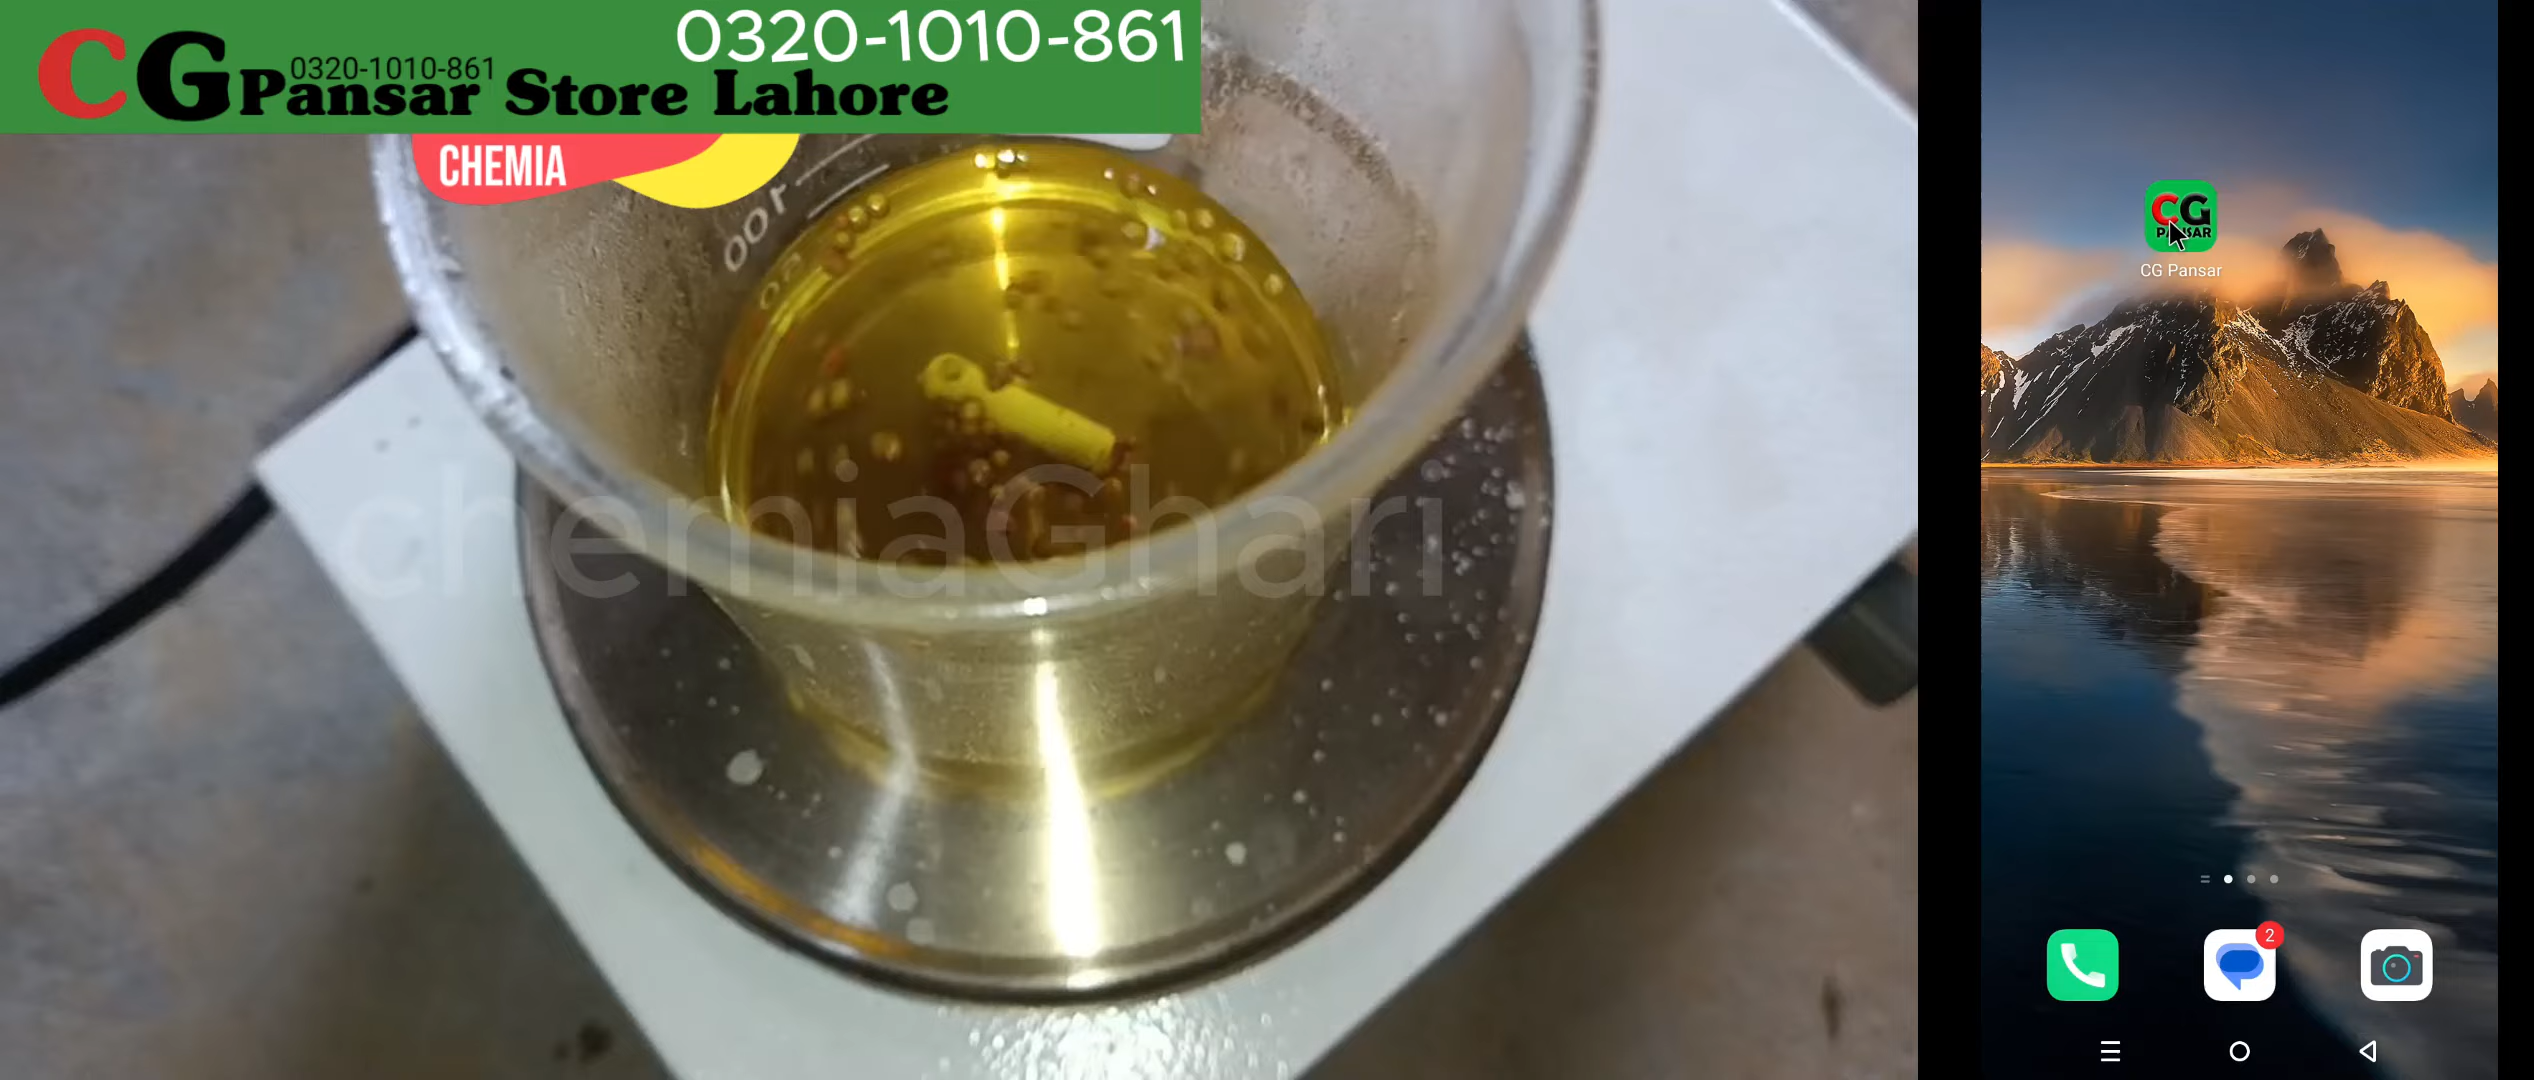 0320-1010-861
CG Pansar Store Lahore
0320-1010-861
CHEMIA
100
chemiaGhari
CG
PANSAR
CG Pansar
2